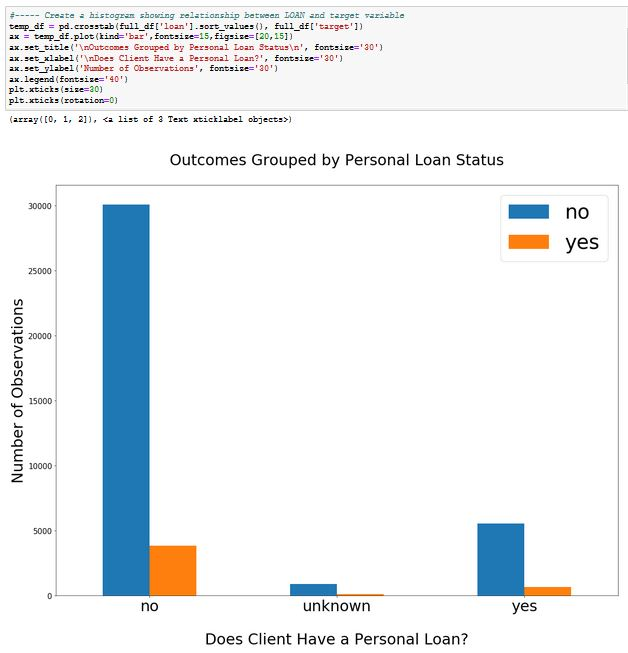 #----- Create a histogram showing relationship between LOAN and target variable
temp_df = pd.crosstab(full_df['loan'].sort_values(), full_df['target'])
ax = temp_df.plot(kind='bar',fontsize=15,figsize=[20,15])
ax.set_title('\nOutcomes Grouped by Personal Loan Status\n', fontsize='30')
ax.set_xlabel('\nDoes Client Have a Personal Loan?', fontsize='30')
ax.set_ylabel('Number of Observations', fontsize='30')
ax.legend(fontsize='40')
plt.xticks(size=30)
plt.xticks(rotation=0)
(array([0, 1, 2]), <a list of 3 Text xticklabel objects>)
Outcomes Grouped by Personal Loan Status
no
yes
30000
25000
20000
15000
10000
5000
0
Number of Observations
no unknown yes
Does Client Have a Personal Loan?